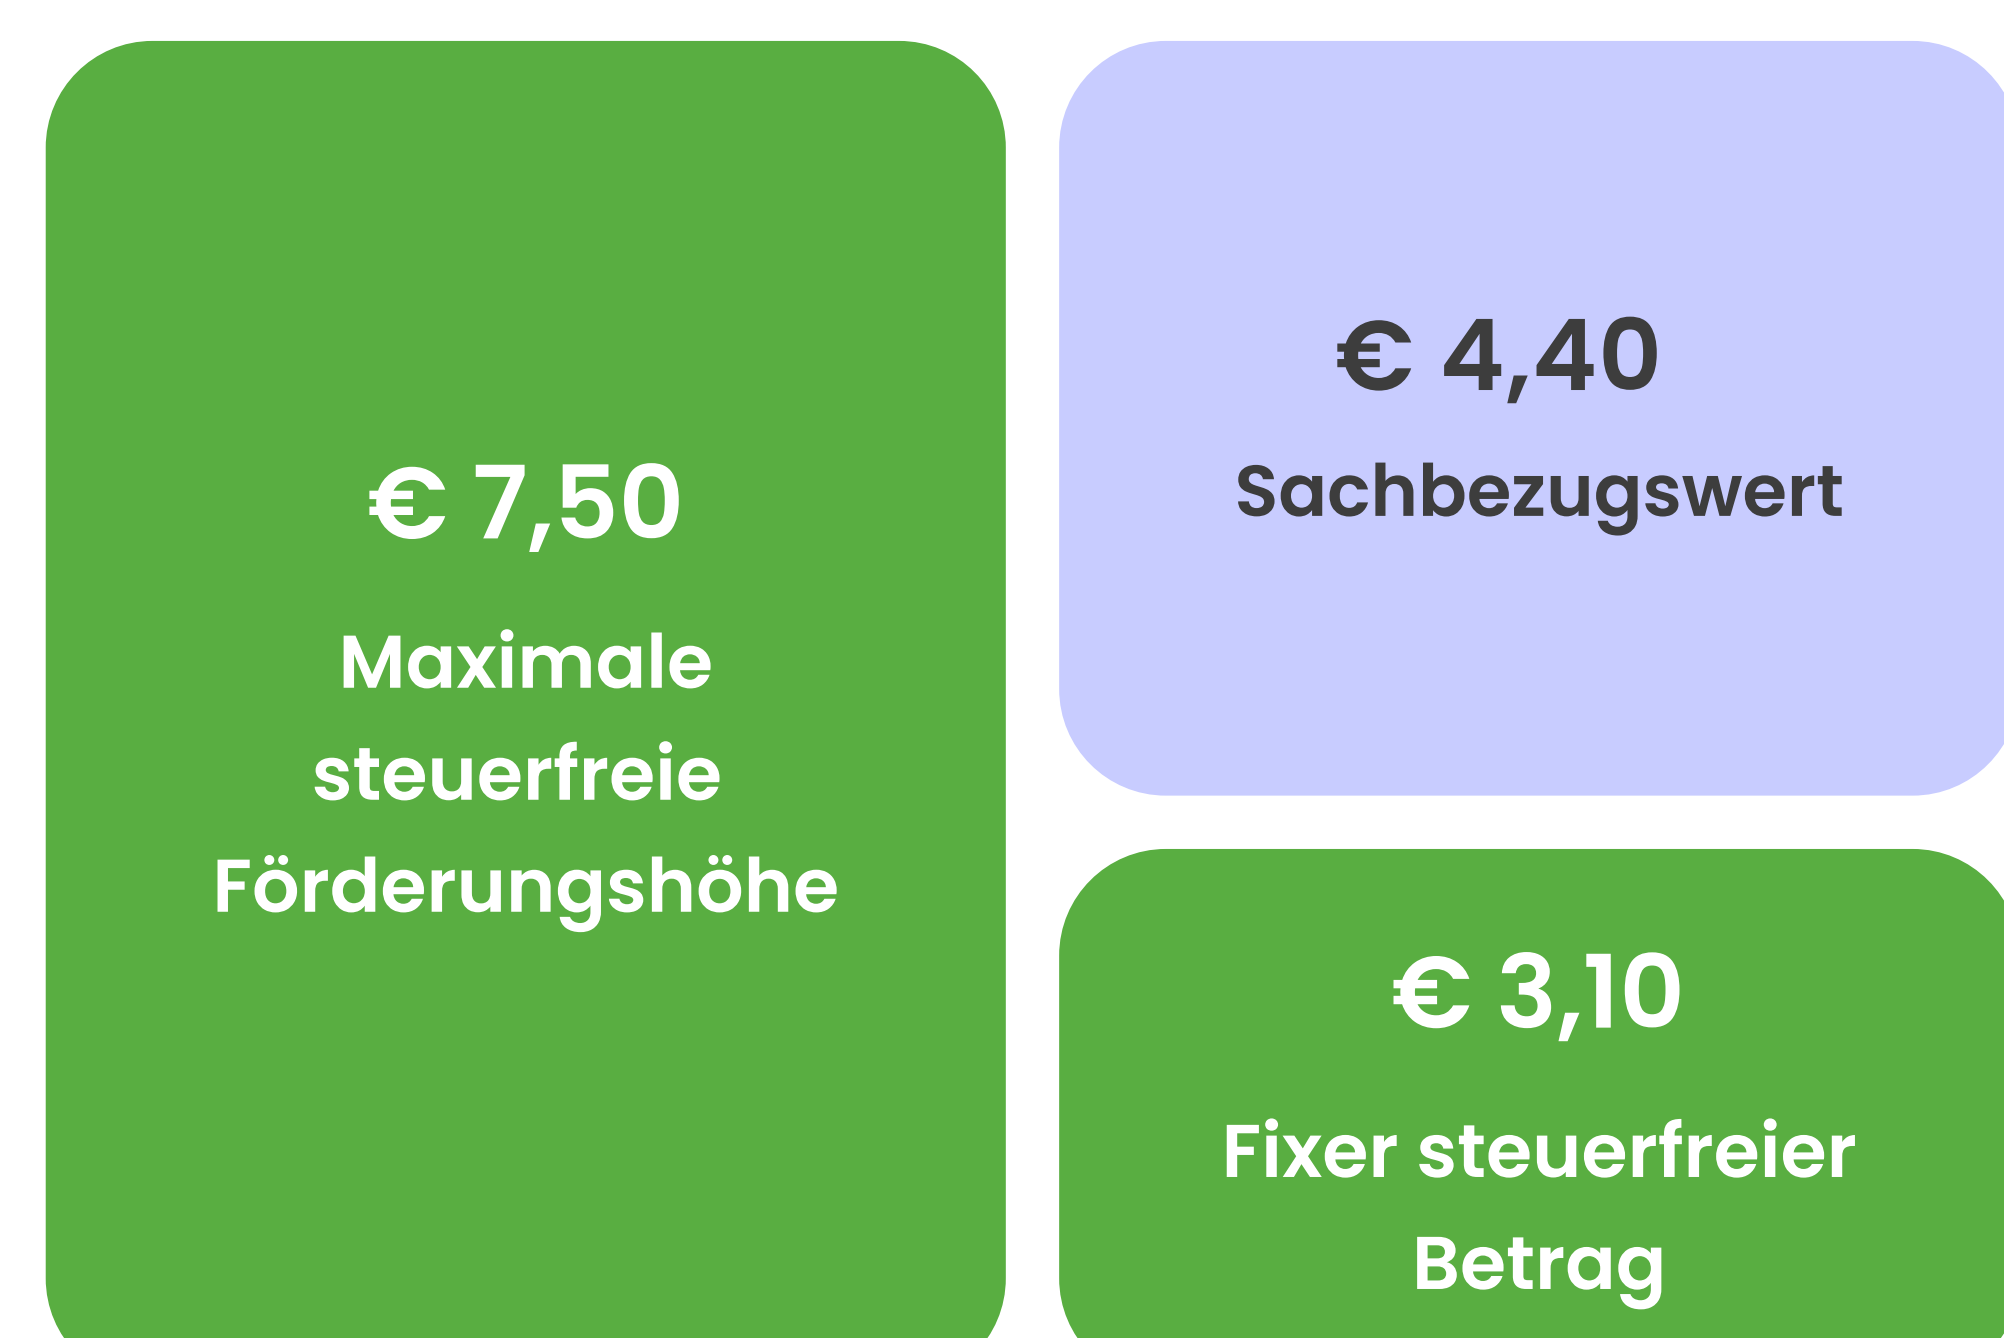 € 7,50
Maximale
steuerfreie
Förderungshöhe
€ 4,40
Sachbezugswert
€ 3,10
Fixer steuerfreier
Betrag